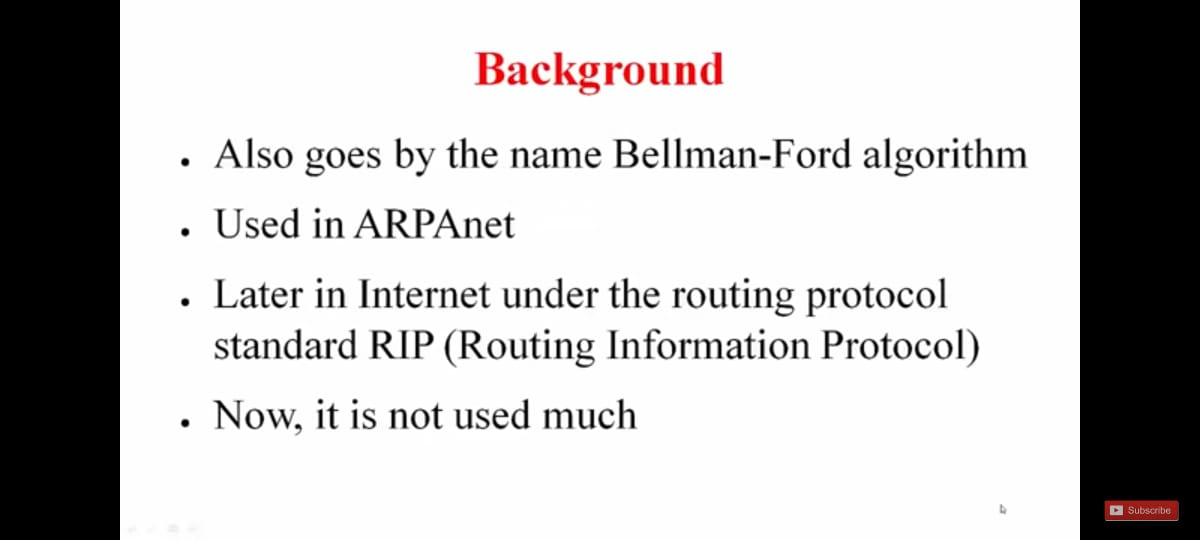 Background
• Also goes by the name Bellman-Ford algorithm
• Used in ARPAnet
• Later in Internet under the routing protocol
standard RIP (Routing Information Protocol)
• Now, it is not used much
Subscribe